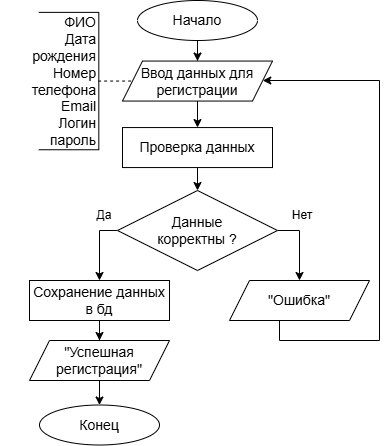 Начало
ФИО
Дата
рождения
Номер
телефона
Email
Логин
пароль
Ввод данных для
регистрации
Проверка данных
Данные
корректны ?
Да
Нет
Сохранение данных
в бд
"Ошибка"
"Успешная
регистрация"
Конец